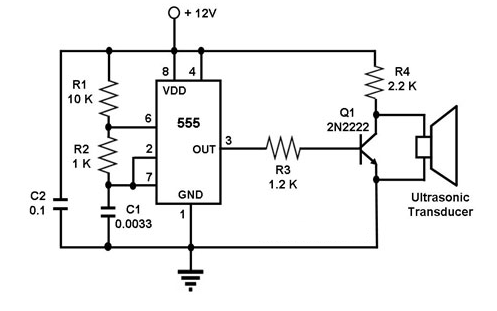 + 12V
8
4
R1
10 K
VDD
R4
2.2 K
Q1
2N2222
6
555
R2
1 K
2
OUT
3
R3
1.2 K
7
C2
0.1
GND
C1
0.0033
1
Ultrasonic
Transducer